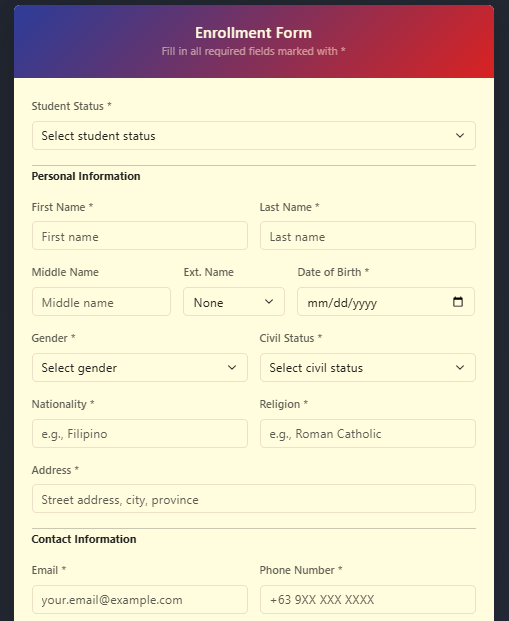 Enrollment Form
Fill in all required fields marked with *
Student Status *
Select student status
Personal Information
First Name * Last Name *
First name Last name
Middle Name Ext. Name Date of Birth *
Middle name None mm/dd/yyyy
Gender * Civil Status *
Select gender Select civil status
Nationality * Religion *
e.g., Filipino e.g., Roman Catholic
Address *
Street address, city, province
Contact Information
Email * Phone Number *
your.email@example.com +63 9XX XXX XXXX